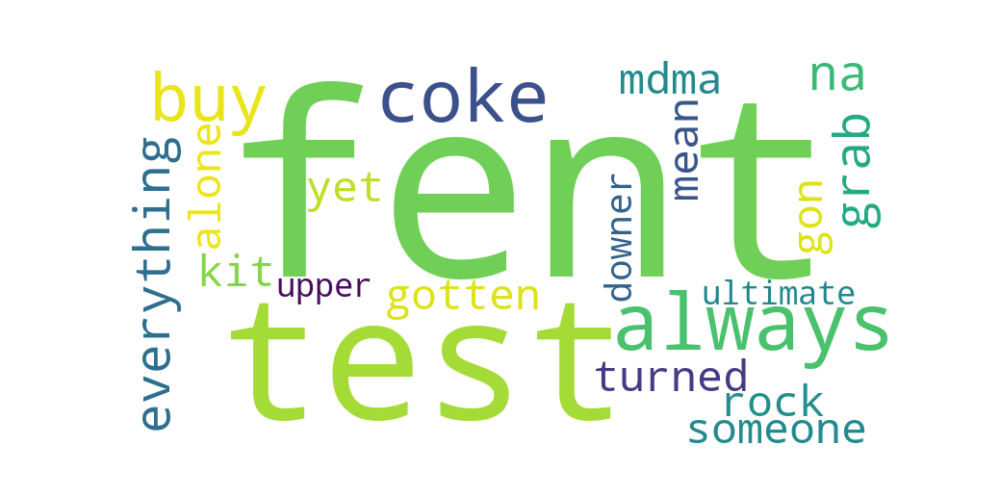 fent
test
buy
coke
mdma
na
everything
alone
yet
mean
grab
gon
downer
kit
upper
gotten
ultimate
always
turned
rock
someone